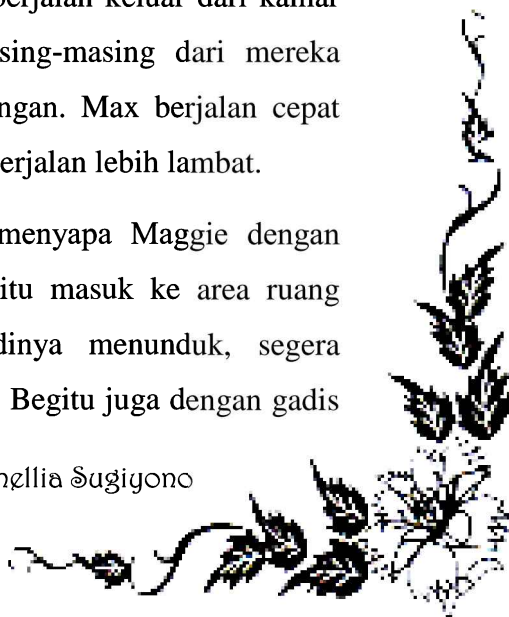 berjalan keluar dari kamar
sing-masing dari mereka
ngan. Max berjalan cepat
erjalan lebih lambat.
menyapa Maggie dengan
itu masuk ke area ruang
dinya menunduk, segera
Begitu juga dengan gadis
nellia Sugiyono